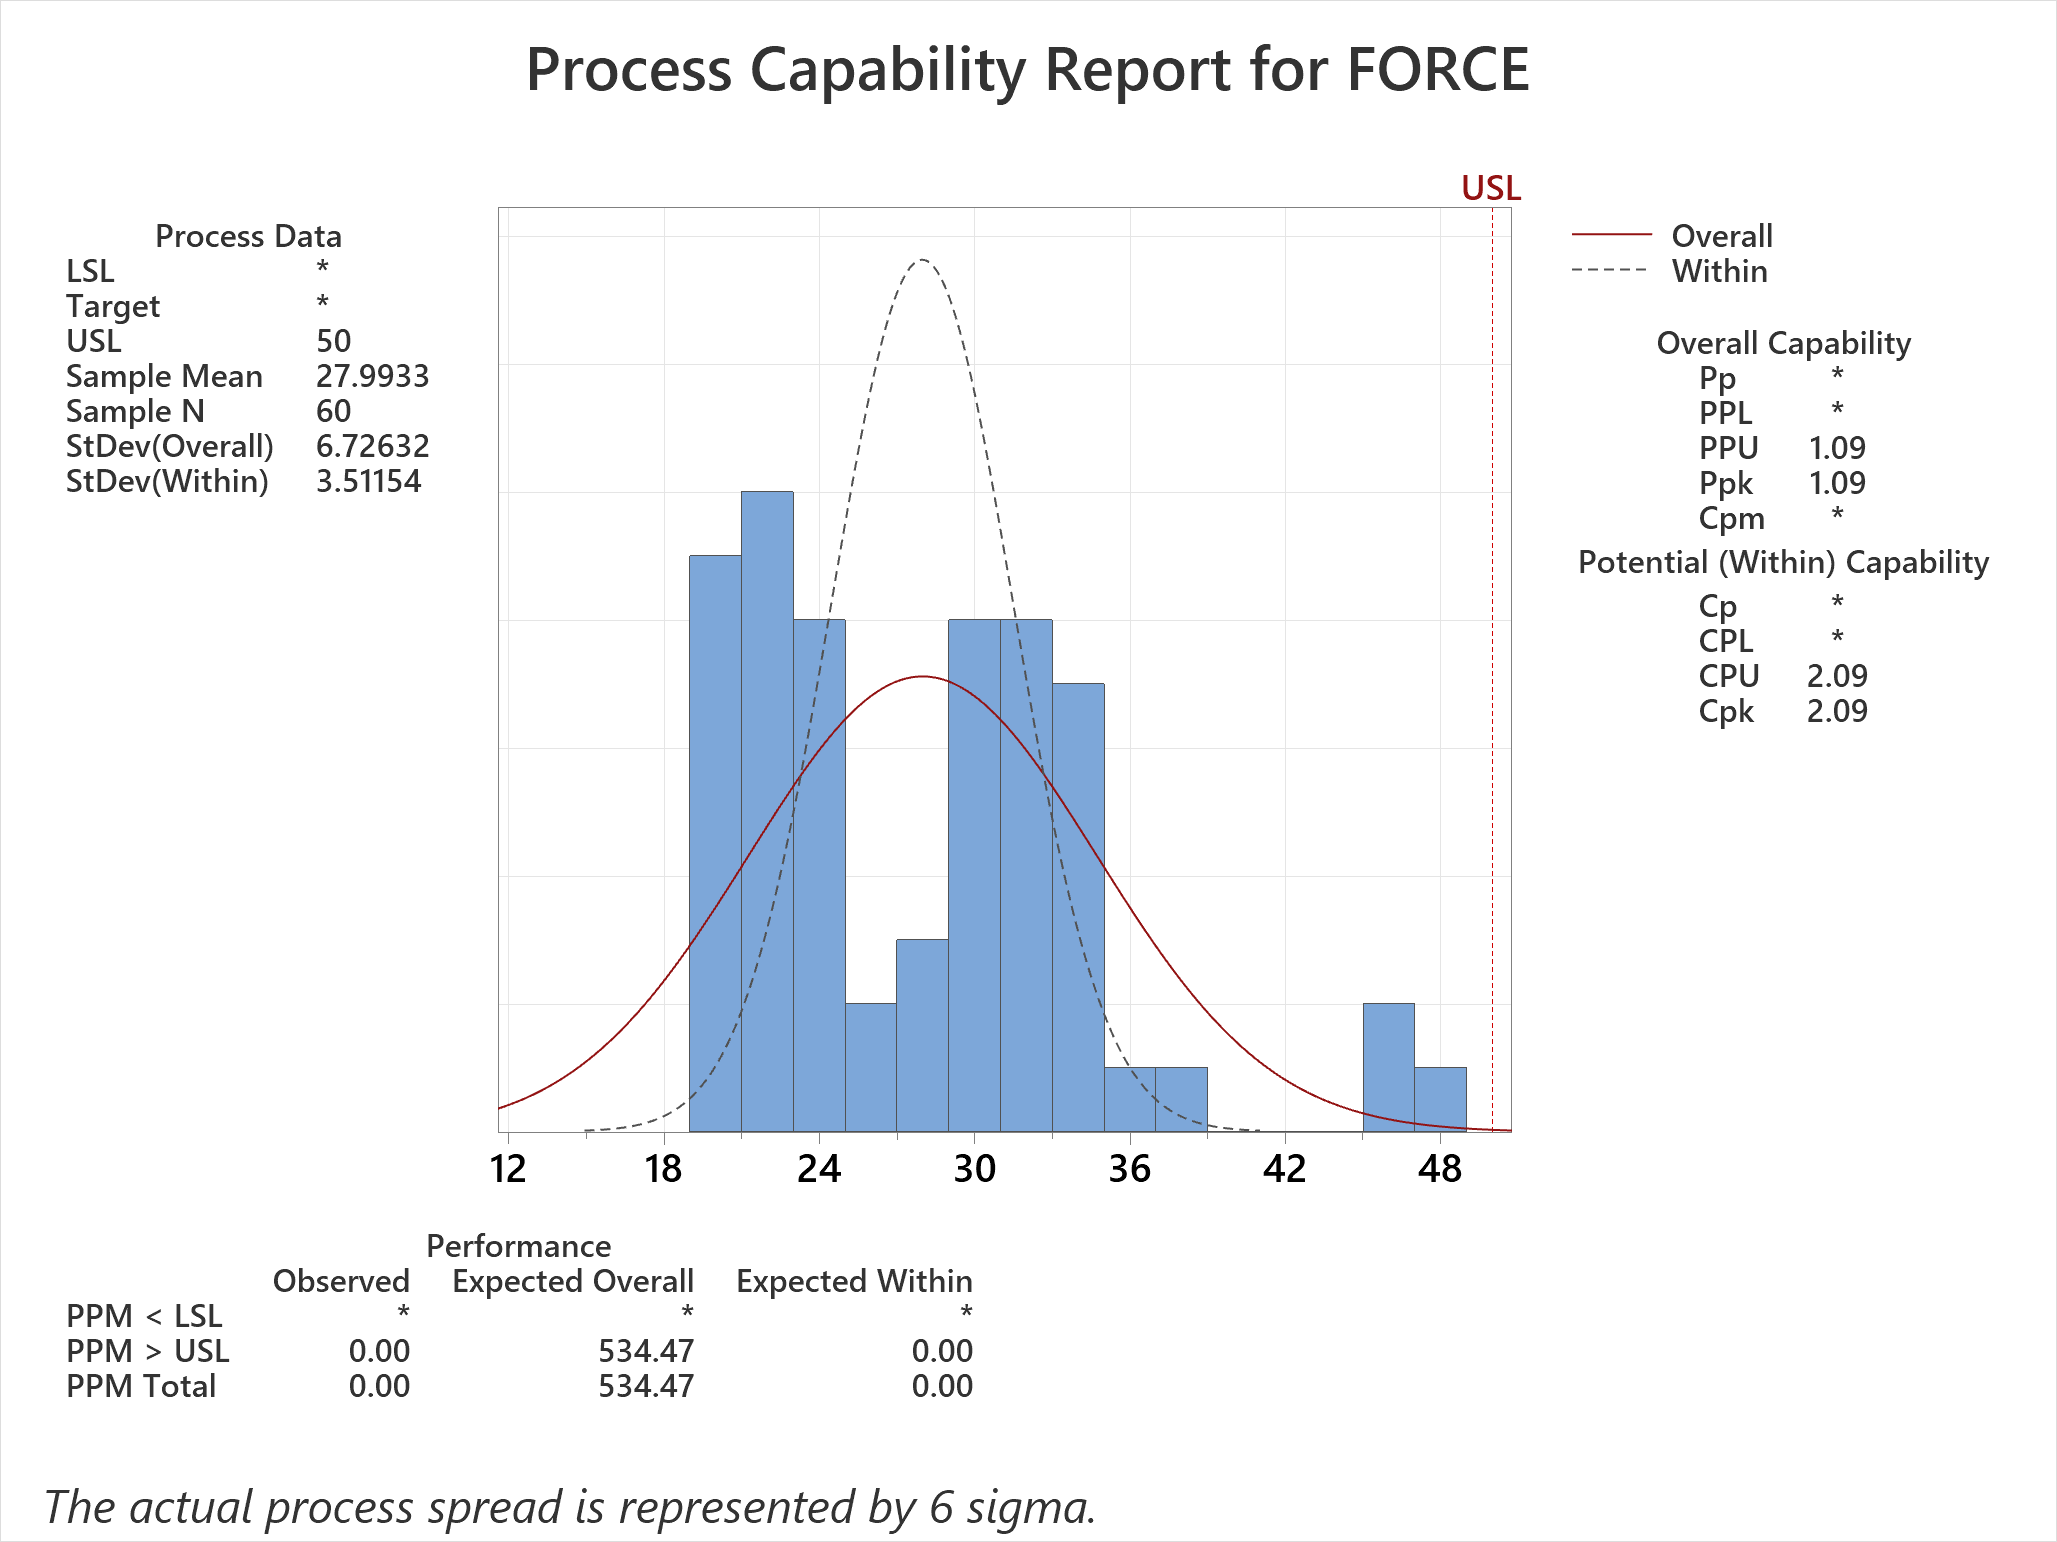 Process Capability Report for FORCE
USL
Process Data
LSL *
Target *
USL 50
Sample Mean 27.9933
Sample N 60
StDev(Overall) 6.72632
StDev(Within) 3.51154
Overall
Within
Overall Capability
Pp *
PPL *
PPU 1.09
Ppk 1.09
Cpm *
Potential (Within) Capability
Cp *
CPL *
CPU 2.09
Cpk 2.09
12 18 24 30 36 42 48
Performance
Observed Expected Overall Expected Within
PPM < LSL * * *
PPM > USL 0.00 534.47 0.00
PPM Total 0.00 534.47 0.00
The actual process spread is represented by 6 sigma.